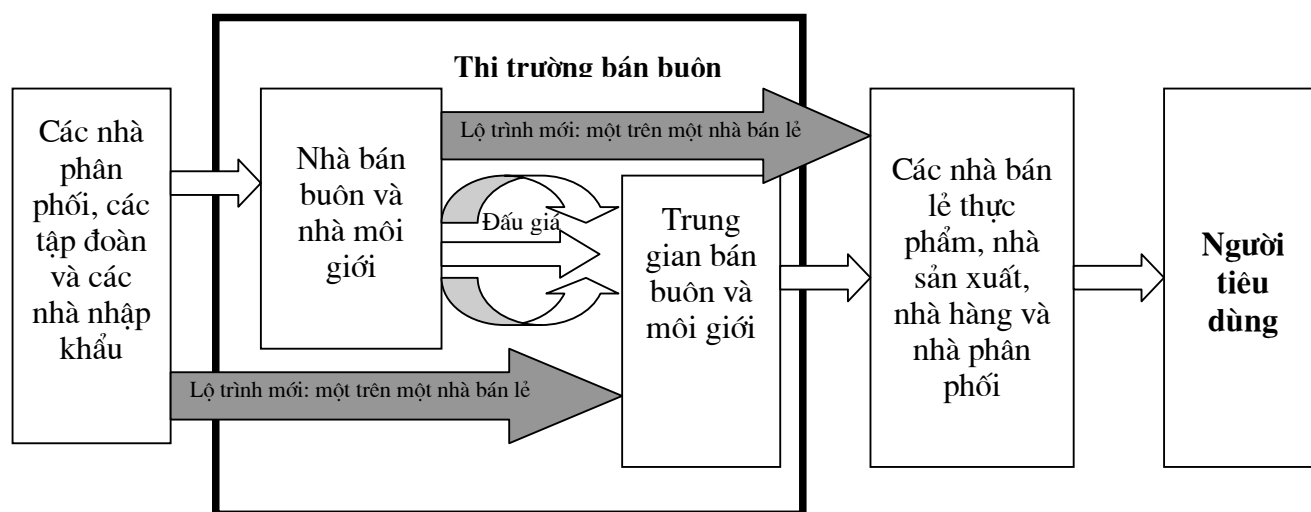 Thi trường bán buôn
Các nhà
phân
phối, các
tập đoàn
và các
nhà nhập
khẩu
Nhà bán
buôn và
nhà môi
giới
Lộ trình mới: một trên một nhà bán lẻ
Đấu giá
Trung
gian bán
buôn và
môi giới
Lộ trình mới: một trên một nhà bán lẻ
Các nhà bán
lẻ thực
phẩm, nhà
sản xuất,
nhà hàng và
nhà phân
phối
Người
tiêu
dùng